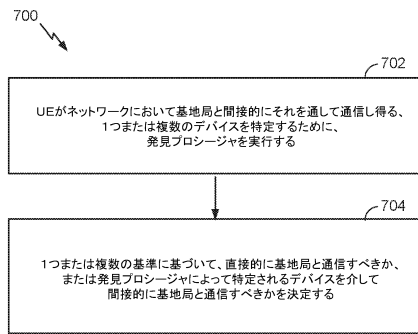 700
702
UEがネットワークにおいて基地局と間接的にそれを通して通信し得る、
1つまたは複数のデバイスを特定するために、
発見プロシージャを実行する
704
1つまたは複数の基準に基づいて、直接的に基地局と通信すべきか、
または発見プロシージャによって特定されるデバイスを介して
間接的に基地局と通信すべきかを決定する